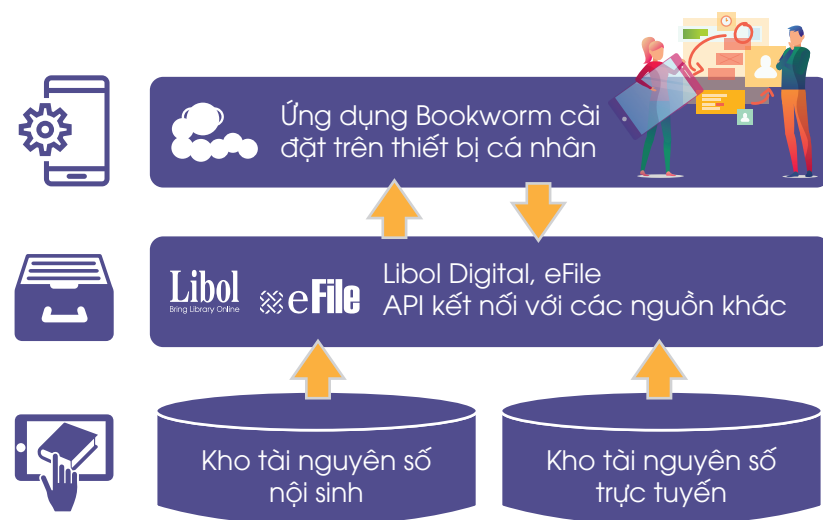 Ứng dụng Bookworm cài
đặt trên thiết bị cá nhân
Libol
Bring Library Online
eFile
Libol Digital, eFile
API kết nối với các nguồn khác
Kho tài nguyên số
nội sinh
Kho tài nguyên số
trực tuyến